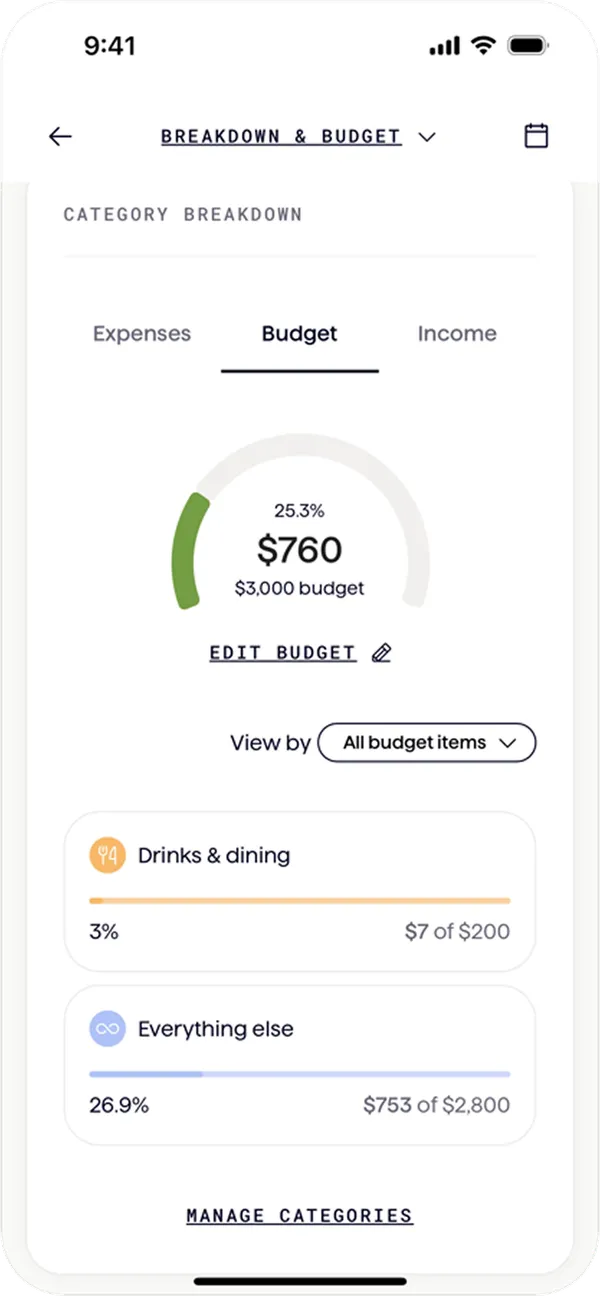 9:41
BREAKDOWN & BUDGET
CATEGORY BREAKDOWN
Expenses Budget Income
25.3%
$760
$3,000 budget
EDIT BUDGET
View by All budget items
Drinks & dining
3% $7 of $200
Everything else
26.9% $753 of $2,800
MANAGE CATEGORIES